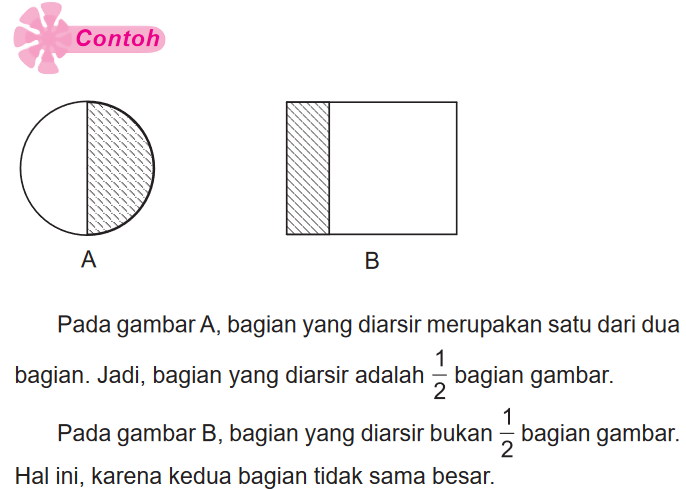 Contoh
A
B
Pada gambar A, bagian yang diarsir merupakan satu dari dua
bagian. Jadi, bagian yang diarsir adalah 1/2 bagian gambar.
Pada gambar B, bagian yang diarsir bukan 1/2 bagian gambar.
Hal ini, karena kedua bagian tidak sama besar.